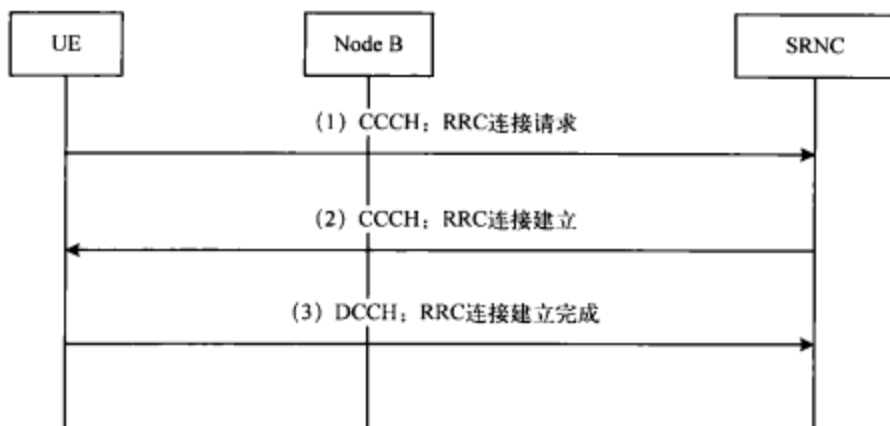 UE
Node B
SRNC
(1) CCCH：RRC连接请求
(2) CCCH：RRC连接建立
(3) DCCH：RRC连接建立完成